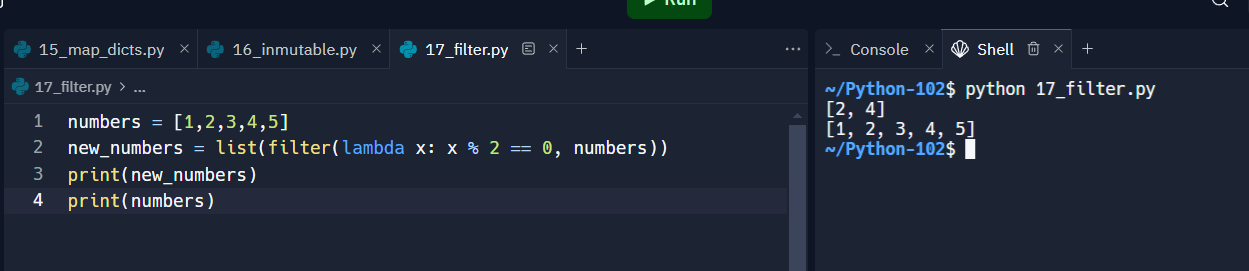 Run
15_map_dicts.py
16_inmutable.py
17_filter.py
17_filter.py > ...
1 numbers = [1,2,3,4,5]
2 new_numbers = list(filter(lambda x: x % 2 == 0, numbers))
3 print(new_numbers)
4 print(numbers)
Console
Shell
~/Python-102$ python 17_filter.py
[2, 4]
[1, 2, 3, 4, 5]
~/Python-102$